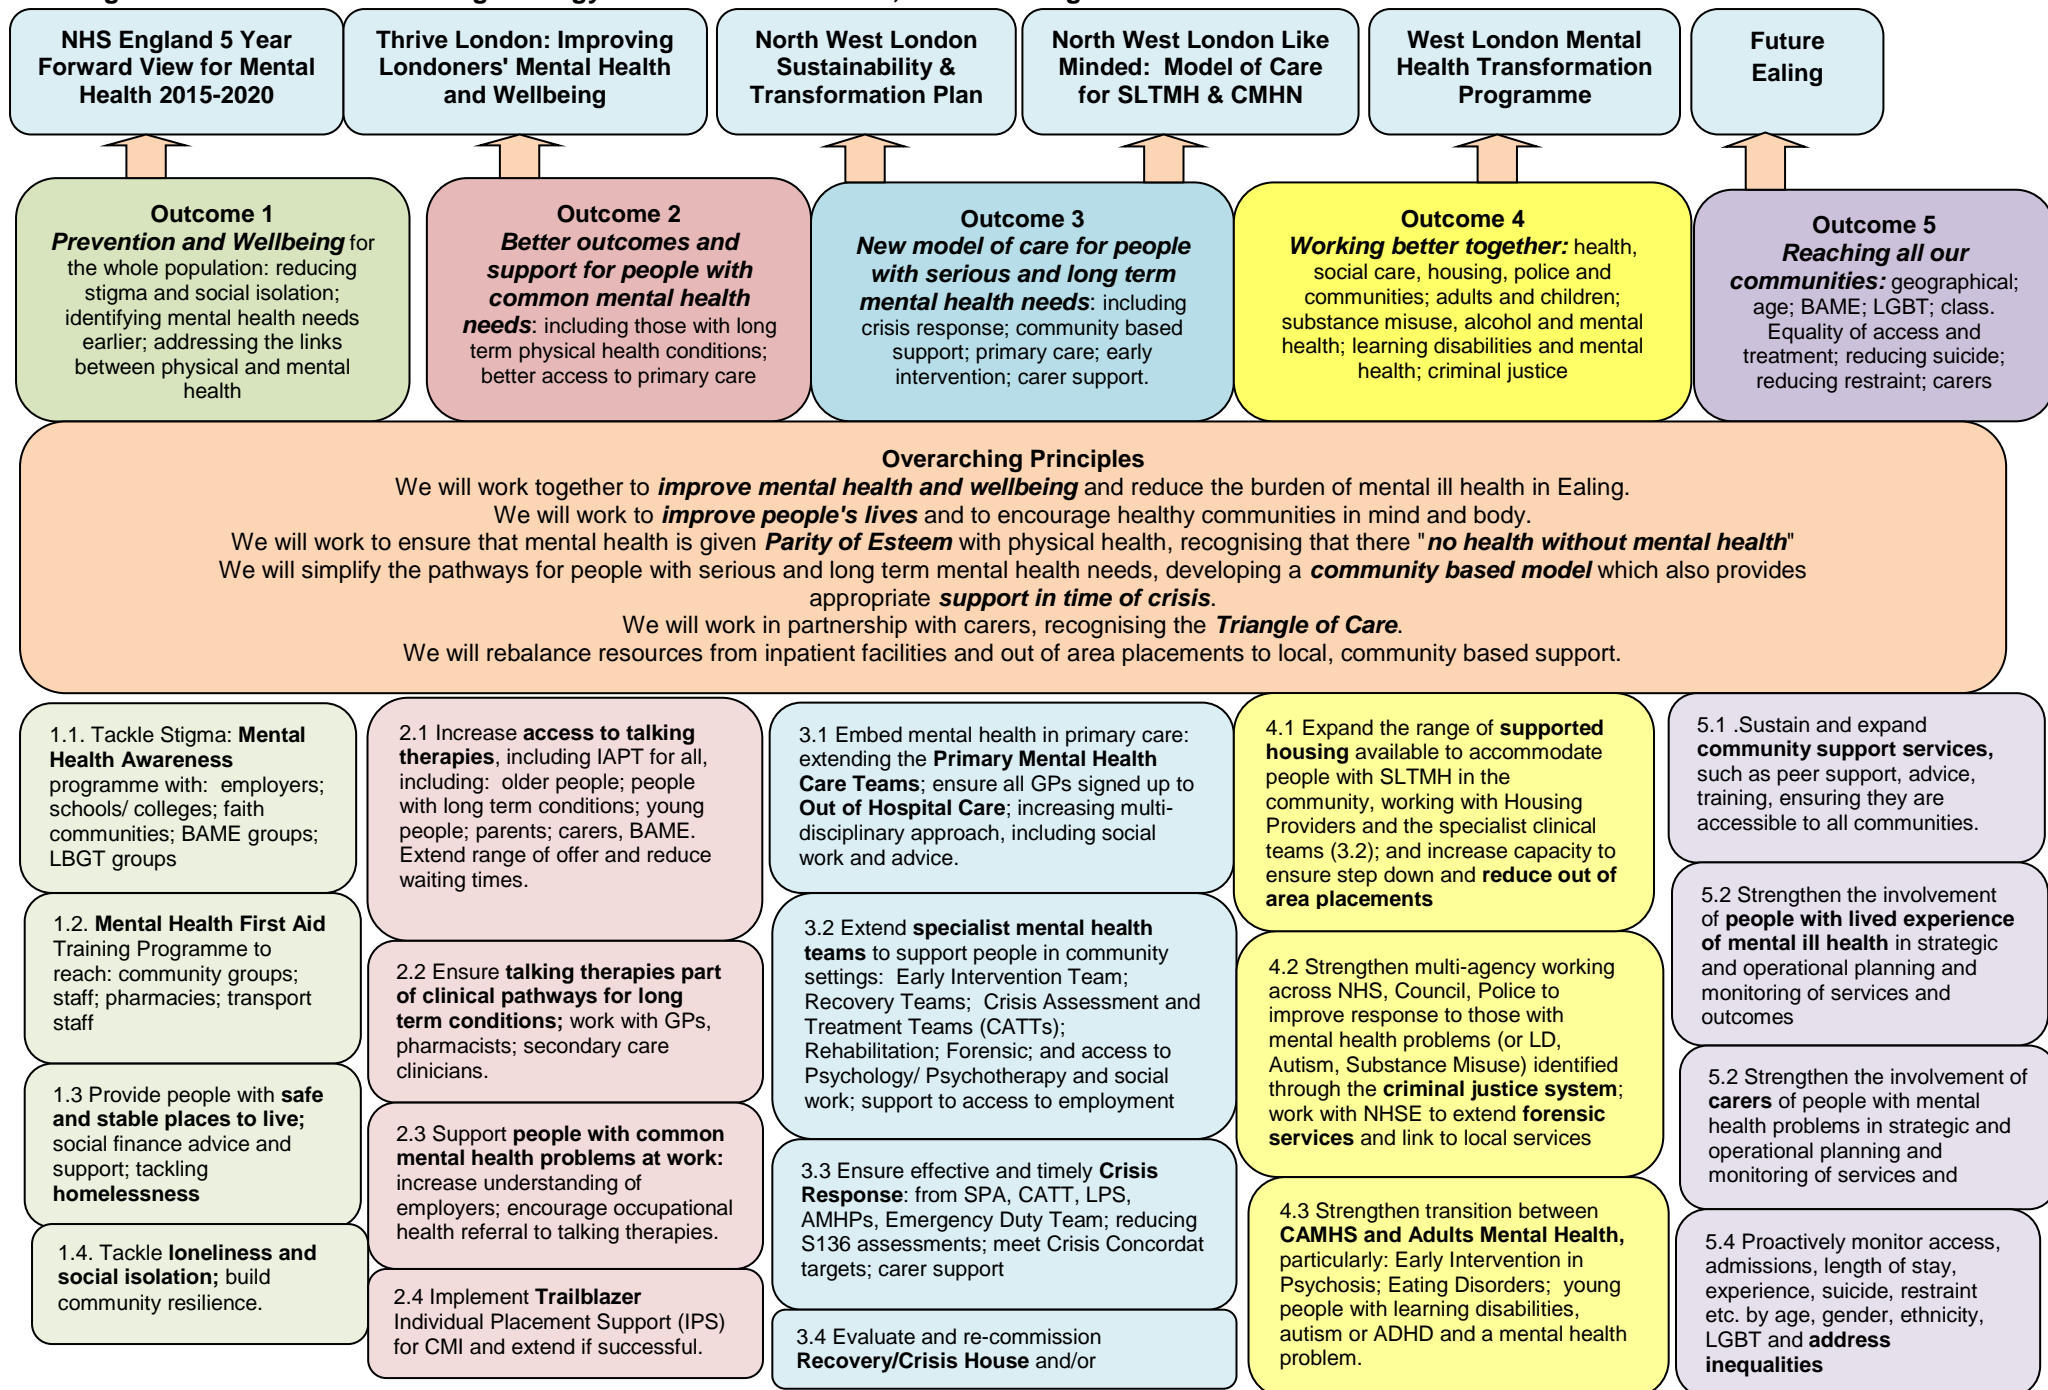 NHS England 5 Year
Forward View for Mental
Health 2015-2020
Thrive London: Improving
Londoners' Mental Health
and Wellbeing
North West London
Sustainability &
Transformation Plan
North West London Like
Minded:  Model of Care
for SLTMH & CMHN
West London Mental
Health Transformation
Programme
Future
Ealing
Outcome 1
Prevention and Wellbeing for
the whole population: reducing
stigma and social isolation;
identifying mental health needs
earlier; addressing the links
between physical and mental
health
Outcome 2
Better outcomes and
support for people with
common mental health
needs: including those with long
term physical health conditions;
better access to primary care
Outcome 3
New model of care for people
with serious and long term
mental health needs: including
crisis response; community based
support; primary care; early
intervention; carer support.
Outcome 4
Working better together: health,
social care, housing, police and
communities; adults and children;
substance misuse, alcohol and mental
health; learning disabilities and mental
health; criminal justice
Outcome 5
Reaching all our
communities: geographical;
age; BAME; LGBT; class.
Equality of access and
treatment; reducing suicide;
reducing restraint; carers
Overarching Principles
We will work together to improve mental health and wellbeing and reduce the burden of mental ill health in Ealing.
We will work to improve people's lives and to encourage healthy communities in mind and body.
We will work to ensure that mental health is given Parity of Esteem with physical health, recognising that there "no health without mental health"
We will simplify the pathways for people with serious and long term mental health needs, developing a community based model which also provides
appropriate support in time of crisis.
We will work in partnership with carers, recognising the Triangle of Care.
We will rebalance resources from inpatient facilities and out of area placements to local, community based support.
1.1. Tackle Stigma: Mental
Health Awareness
programme with:  employers;
schools/ colleges; faith
communities; BAME groups;
LBGT groups
1.2. Mental Health First Aid
Training Programme to
reach: community groups;
staff; pharmacies; transport
staff
1.3 Provide people with safe
and stable places to live;
social finance advice and
support; tackling
homelessness
1.4. Tackle loneliness and
social isolation; build
community resilience.
2.1 Increase access to talking
therapies, including IAPT for all,
including:  older people; people
with long term conditions; young
people; parents; carers, BAME.
Extend range of offer and reduce
waiting times.
2.2 Ensure talking therapies part
of clinical pathways for long
term conditions; work with GPs,
pharmacists; secondary care
clinicians.
2.3 Support people with common
mental health problems at work:
increase understanding of
employers; encourage occupational
health referral to talking therapies.
2.4 Implement Trailblazer
Individual Placement Support (IPS)
for CMI and extend if successful.
3.1 Embed mental health in primary care:
extending the Primary Mental Health
Care Teams; ensure all GPs signed up to
Out of Hospital Care; increasing multi-
disciplinary approach, including social
work and advice.
3.2 Extend specialist mental health
teams to support people in community
settings:  Early Intervention Team;
Recovery Teams;  Crisis Assessment and
Treatment Teams (CATTs);
Rehabilitation; Forensic; and access to
Psychology/ Psychotherapy and social
work; support to access to employment
3.3 Ensure effective and timely Crisis
Response: from SPA, CATT, LPS,
AMHPs, Emergency Duty Team; reducing
S136 assessments; meet Crisis Concordat
targets; carer support
3.4 Evaluate and re-commission
Recovery/Crisis House and/or
4.1 Expand the range of supported
housing available to accommodate
people with SLTMH in the
community, working with Housing
Providers and the specialist clinical
teams (3.2); and increase capacity to
ensure step down and reduce out of
area placements
4.2 Strengthen multi-agency working
across NHS, Council, Police to
improve response to those with
mental health problems (or LD,
Autism, Substance Misuse) identified
through the criminal justice system;
work with NHSE to extend forensic
services and link to local services
4.3 Strengthen transition between
CAMHS and Adults Mental Health,
particularly: Early Intervention in
Psychosis; Eating Disorders;  young
people with learning disabilities,
autism or ADHD and a mental health
problem.
5.1 .Sustain and expand
community support services,
such as peer support, advice,
training, ensuring they are
accessible to all communities.
5.2 Strengthen the involvement
of people with lived experience
of mental ill health in strategic
and operational planning and
monitoring of services and
outcomes
5.2 Strengthen the involvement of
carers of people with mental
health problems in strategic and
operational planning and
monitoring of services and
5.4 Proactively monitor access,
admissions, length of stay,
experience, suicide, restraint
etc. by age, gender, ethnicity,
LGBT and address
inequalities